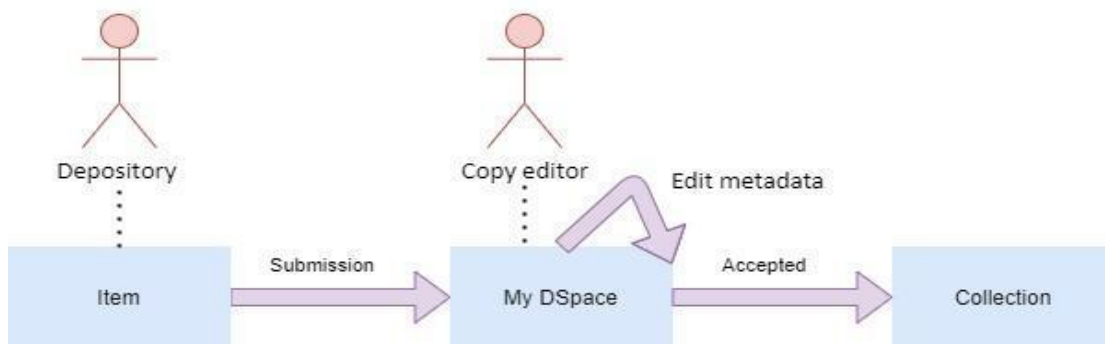 Depository
Copy editor
Edit metadata
Submission
Accepted
Item
My DSpace
Collection